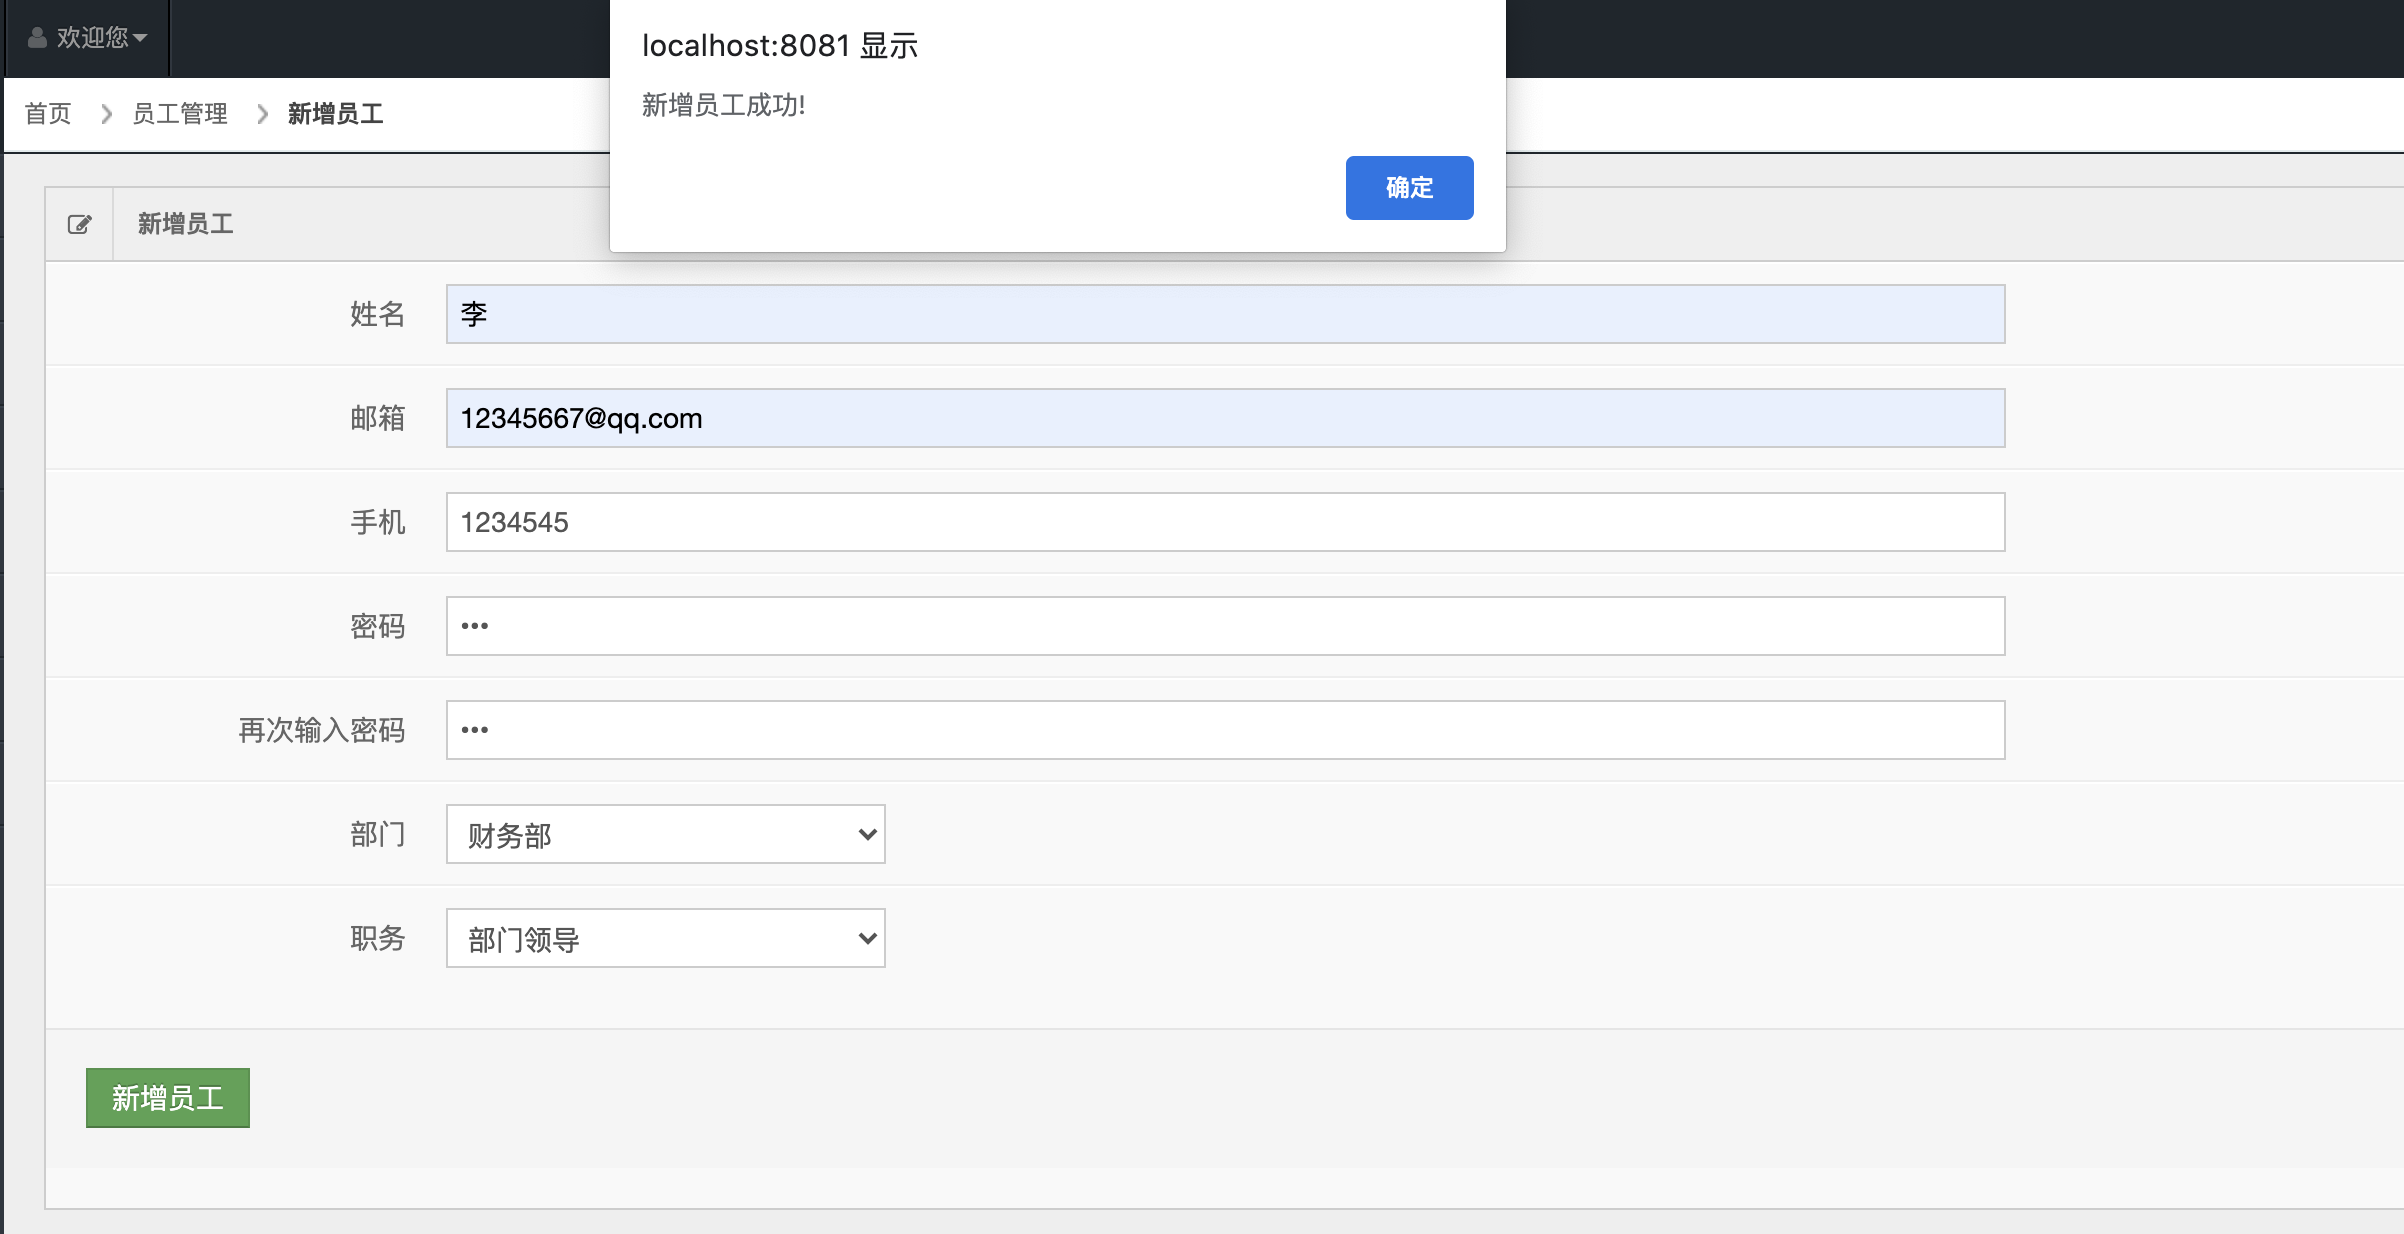 欢迎您
localhost:8081 显示
新增员工成功!
确定
首页 员工管理 新增员工
新增员工
姓名 李
邮箱 12345667@qq.com
手机 1234545
密码 •••
再次输入密码 •••
部门 财务部
职务 部门领导
新增员工